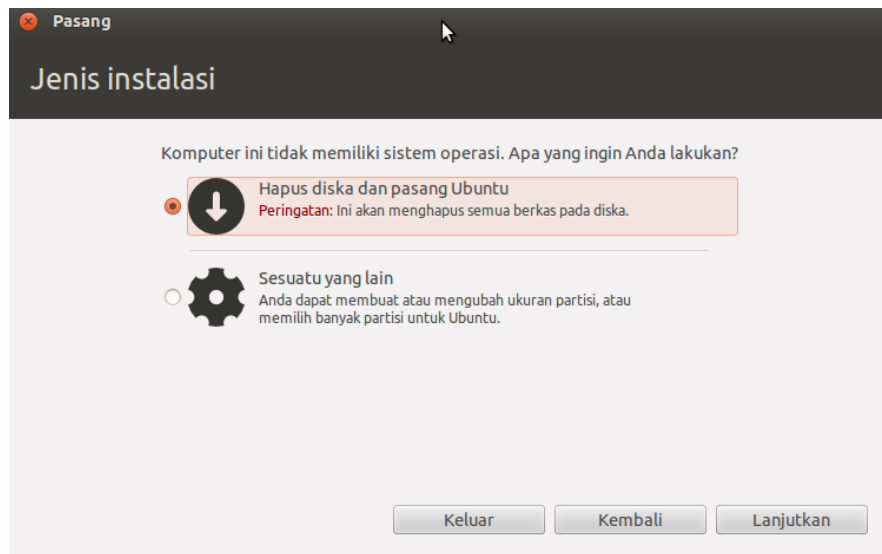 Pasang
Jenis instalasi
Komputer ini tidak memiliki sistem operasi. Apa yang ingin Anda lakukan?
Hapus diska dan pasang Ubuntu
Peringatan: Ini akan menghapus semua berkas pada diska.
Sesuatu yang lain
Anda dapat membuat atau mengubah ukuran partisi, atau
memilih banyak partisi untuk Ubuntu.
Keluar
Kembali
Lanjutkan